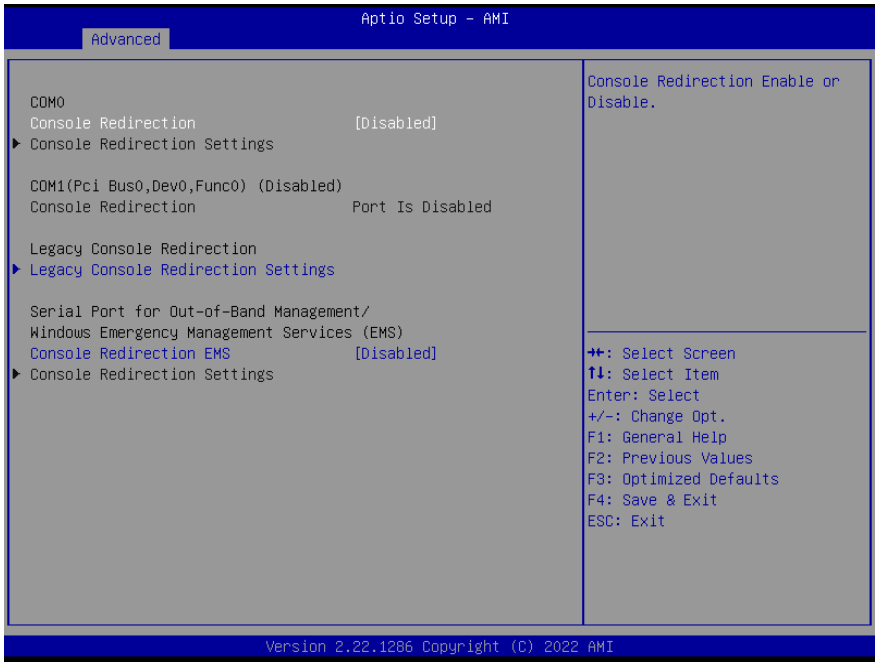 Aptio Setup – AMI
Advanced
COM0
Console Redirection [Disabled]
Console Redirection Settings
COM1(Pci Bus0,Dev0,Func0) (Disabled)
Console Redirection Port Is Disabled
Legacy Console Redirection
Legacy Console Redirection Settings
Serial Port for Out-of-Band Management/
Windows Emergency Management Services (EMS)
Console Redirection EMS [Disabled]
Console Redirection Settings
Console Redirection Enable or
Disable.
→←: Select Screen
↑↓: Select Item
Enter: Select
+/-: Change Opt.
F1: General Help
F2: Previous Values
F3: Optimized Defaults
F4: Save & Exit
ESC: Exit
Version 2.22.1286 Copyright (C) 2022 AMI